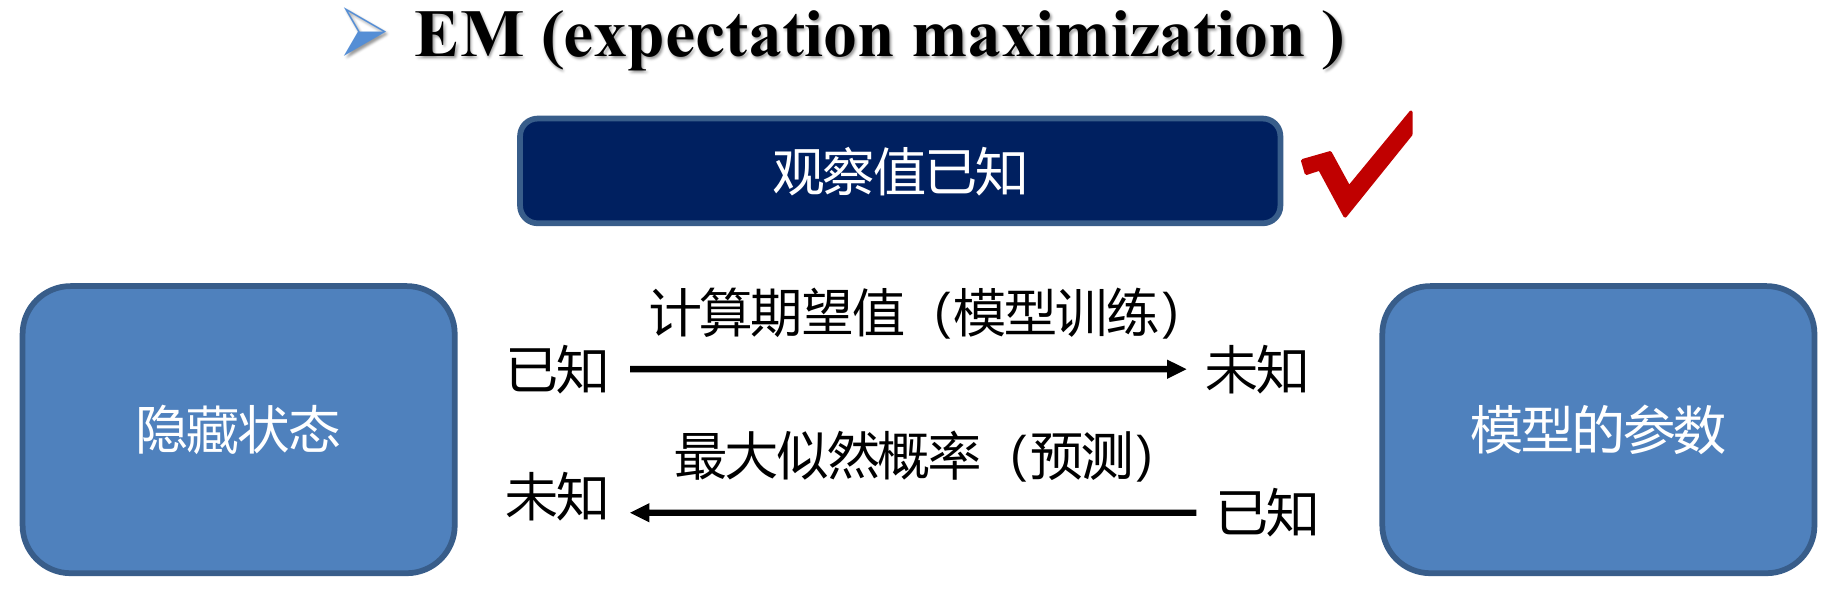 EM (expectation maximization )
观察值已知
计算期望值（模型训练）
已知
未知
隐藏状态
模型的参数
最大似然概率（预测）
未知
已知